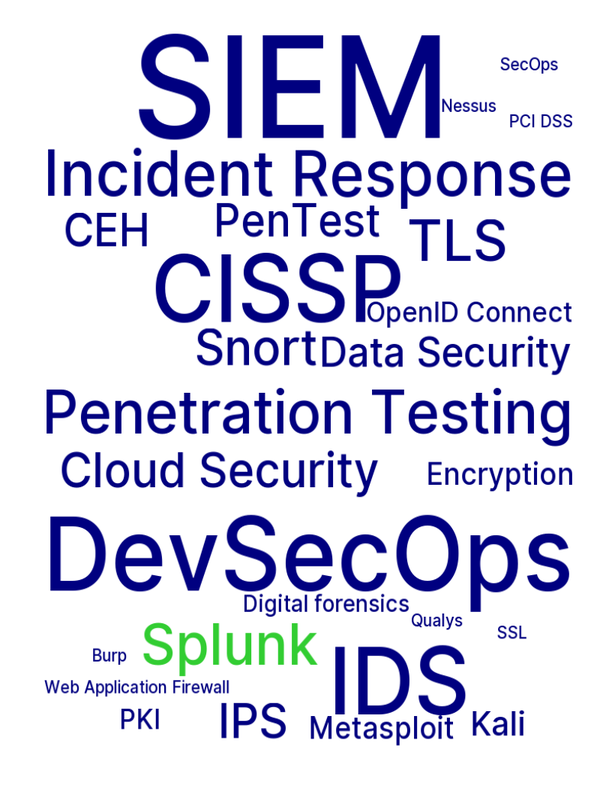 SIEM
SecOps
Nessus
PCI DSS
Incident Response
CEH
PenTest
TLS
CISSP
OpenID Connect
Snort
Data Security
Penetration Testing
Cloud Security
Encryption
DevSecOps
Digital forensics
Qualys
SSL
Splunk
Burp
IDS
Web Application Firewall
PKI
IPS
Metasploit
Kali